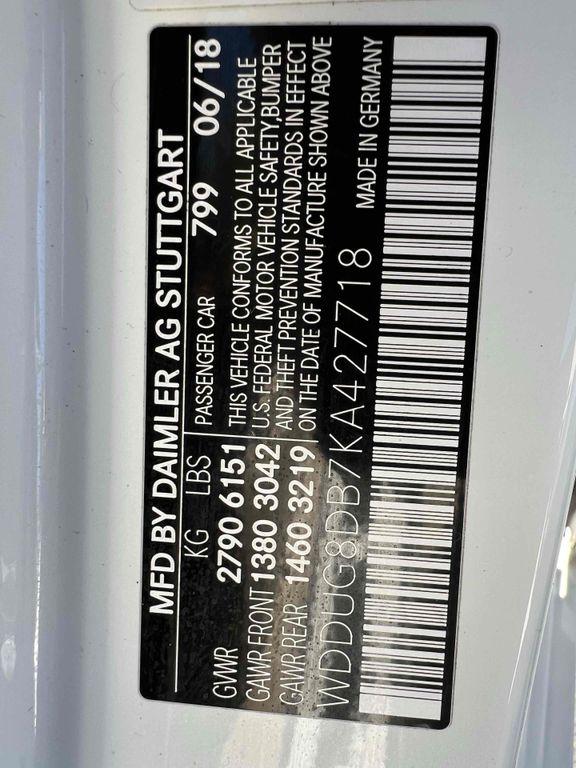 MFD BY DAIMLER AG STUTTGART 06/18
KG LBS PASSENGER CAR 799
GVWR 2790 6151 THIS VEHICLE CONFORMS TO ALL APPLICABLE
GAWR FRONT 1380 3042 U.S. FEDERAL MOTOR VEHICLE SAFETY,BUMPER
GAWR REAR 1460 3219 AND THEFT PREVENTION STANDARDS IN EFFECT
ON THE DATE OF MANUFACTURE SHOWN ABOVE
WDDUG8DB7KA427718 MADE IN GERMANY